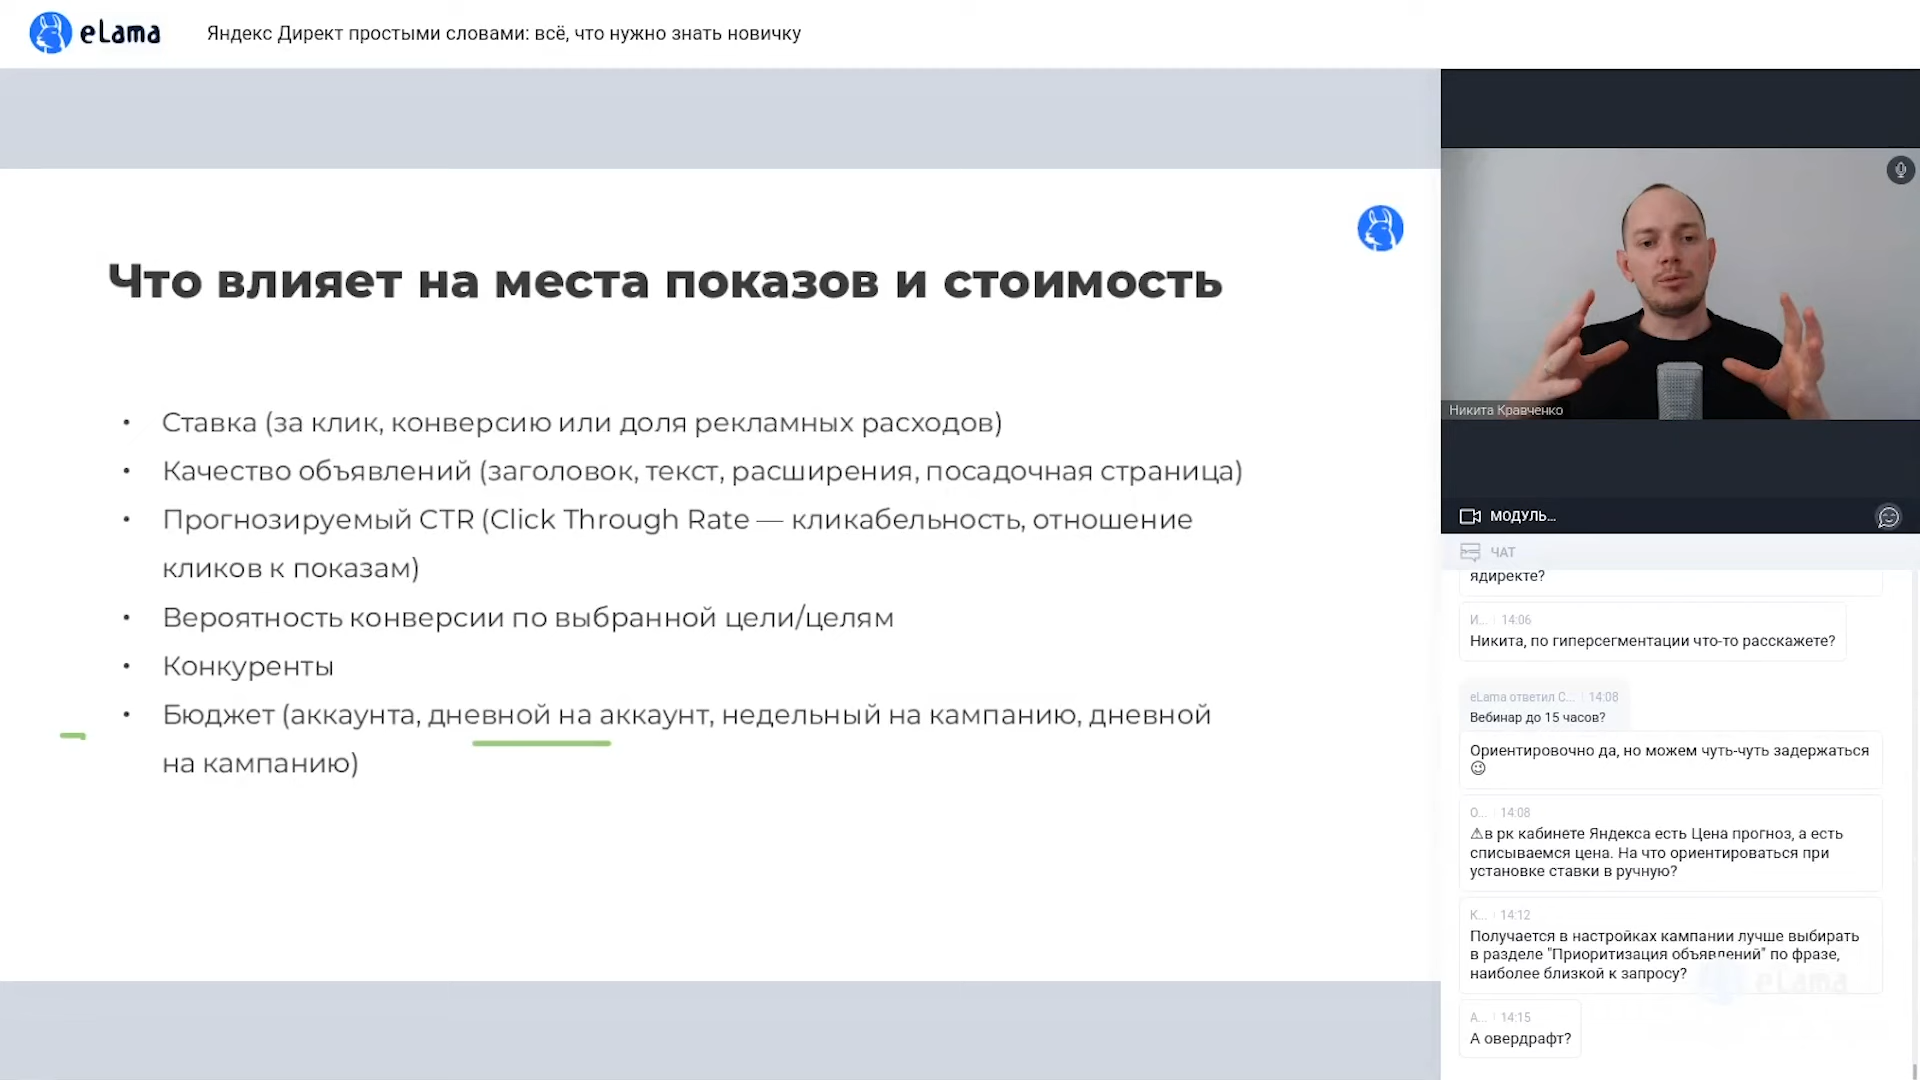 eLama
Яндекс Директ простыми словами: всё, что нужно знать новичку
Что влияет на места показов и стоимость
• Ставка (за клик, конверсию или доля рекламных расходов)
• Качество объявлений (заголовок, текст, расширения, посадочная страница)
• Прогнозируемый CTR (Click Through Rate — кликабельность, отношение
кликов к показам)
• Вероятность конверсии по выбранной цели/целям
• Конкуренты
• Бюджет (аккаунта, дневной на аккаунт, недельный на кампанию, дневной
на кампанию)
Никита Кравченко
МОДУЛЬ...
ЧАТ
ядиректе?
И... 14:06
Никита, по гиперсегментации что-то расскажете?
eLama ответил С... 14:08
Вебинар до 15 часов?
Ориентировочно да, но можем чуть-чуть задержаться
☺
О... 14:08
⚠в рк кабинете Яндекса есть Цена прогноз, а есть
списываемся цена. На что ориентироваться при
установке ставки в ручную?
К... 14:12
Получается в настройках кампании лучше выбирать
в разделе "Приоритизация объявлений" по фразе,
наиболее близкой к запросу?
eLama
А... 14:15
А овердрафт?